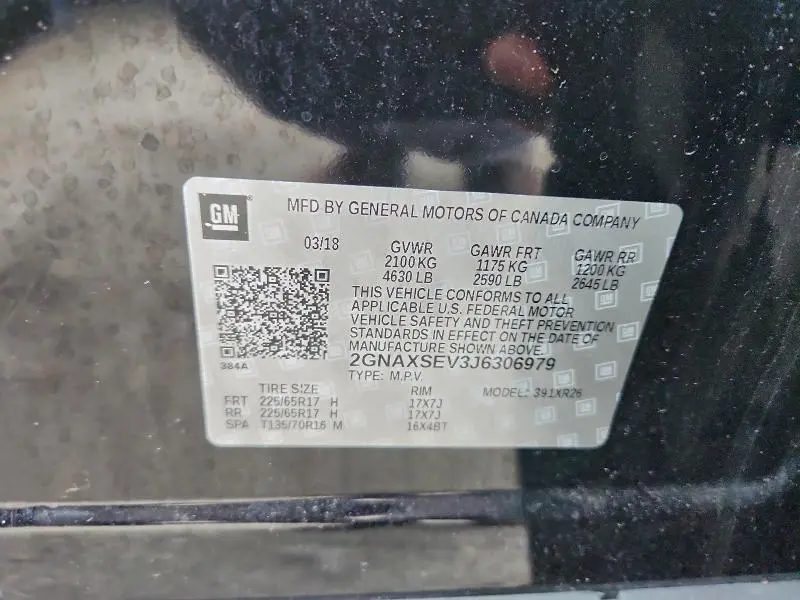 GM
MFD BY GENERAL MOTORS OF CANADA COMPANY
03/18 GVWR GAWR FRT GAWR RR
2100 KG 1175 KG 1200 KG
4630 LB 2590 LB 2645 LB
THIS VEHICLE CONFORMS TO ALL
APPLICABLE U.S. FEDERAL MOTOR
VEHICLE SAFETY AND THEFT PREVENTION
STANDARDS IN EFFECT ON THE DATE OF
MANUFACTURE SHOWN ABOVE.
384A 2GNAXSEV3J6306979
TYPE: M.P.V.
TIRE SIZE RIM MODEL: 391XR26
FRT 225/65R17 H 17X7J
RR 225/65R17 H 17X7J
SPA T135/70R16 M 16X4BT